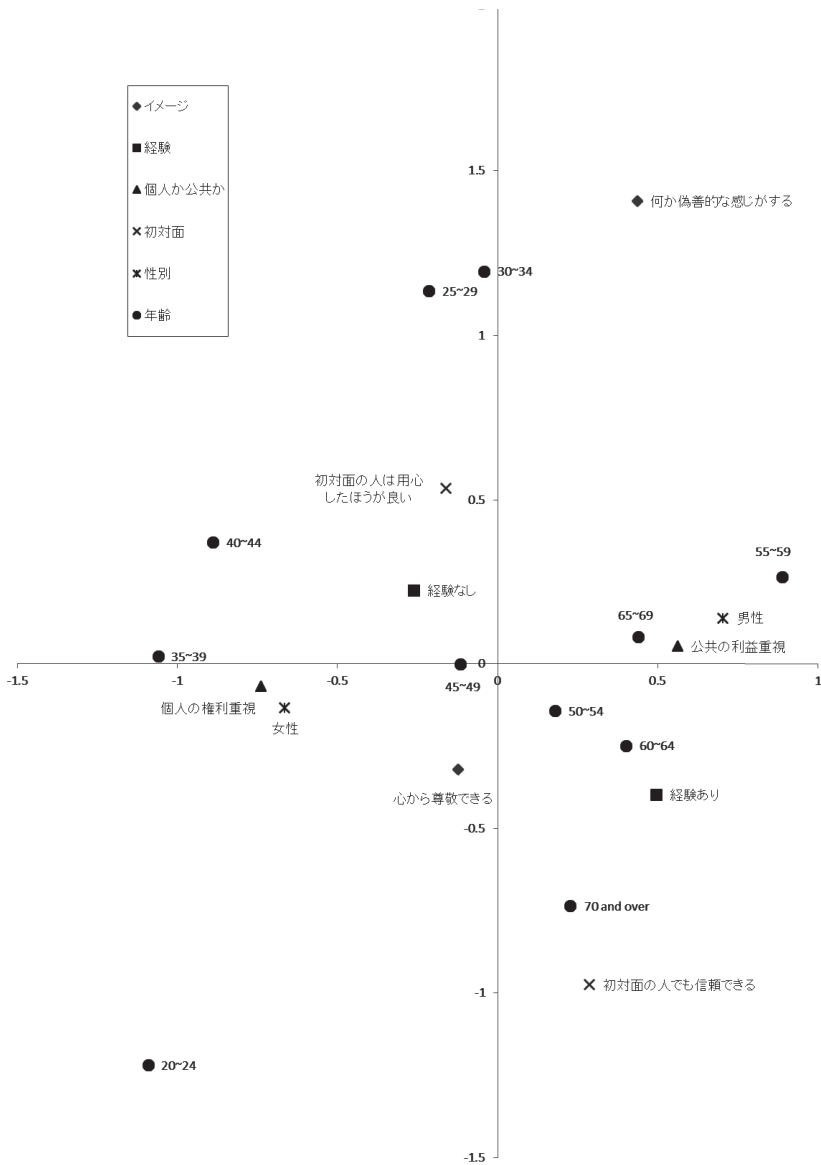 イメージ
経験
個人か公共か
初対面
性別
年齢
1.5
何か偽善的な感じがする
30~34
25~29
1
初対面の人は用心
したほうが良い
0.5
40~44
55~59
経験なし
65~69
男性
公共の利益重視
35~39
0
-1.5
-1
-0.5
45~49
0
0.5
1
個人の権利重視
女性
50~54
60~64
心から尊敬できる
経験あり
-0.5
70 and over
初対面の人でも信頼できる
-1
20~24
-1.5